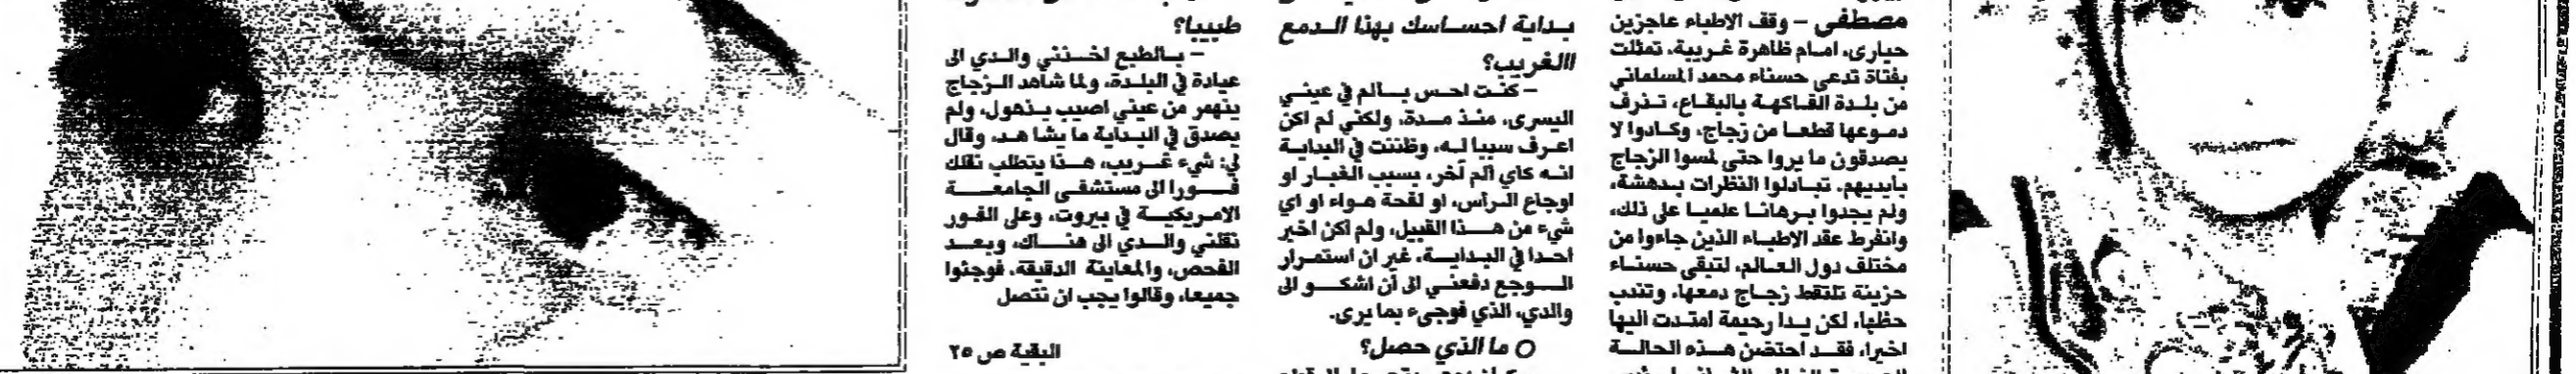 مصطفى – وقف الاطباء عاجزين
حيارى، امام ظاهرة غريبة، تمثلت
بفتاة تدعى حسناء محمد المسلماني
من بلدة الفاكهة بالبقاع، تذرف
دموعها قطعا من زجاج، وكادوا لا
يصدقون ما يروا حتى لمسوا الزجاج
بايديهم. تبادلوا النظرات بدهشة،
ولم يجدوا برهانا علميا على ذلك،
وانفرط عقد الاطباء الذين جاءوا من
مختلف دول العالم، لتبقى حسناء
حزينة تلتقط زجاج دمعها، وتندب
حظها، لكن يدا رحيمة امتدت اليها
اخيرا، فقد احتضن هذه الحالة
بداية احساسك بهذا الدمع
االغريب؟
– كنت احس بالم في عيني
اليسرى، منذ مدة، ولكني لم اكن
اعرف سببا له، وظننت في البداية
انه كاي ألم آخر، بسبب الغبار او
اوجاع الرأس، او لفحة هواء او اي
شيء من هذا القبيل، ولم اكن اخبر
احدا في البداية، غير ان استمرار
الوجع دفعني الى أن اشكو الى
والدي، الذي فوجىء بما يرى.
○ ما الذي حصل؟
طبيبا؟
– بالطبع اخذني والدي الى
عيادة في البلدة، ولما شاهد الزجاج
ينهمر من عيني اصيب بذهول، ولم
يصدق في البداية ما يشا هد، وقال
لي: شيء غريب، هذا يتطلب نقلك
فورا الى مستشفى الجامعة
الامريكية في بيروت، وعلى الفور
نقلني والدي الى هناك، وبعد
الفحص، والمعاينة الدقيقة، فوجئوا
جميعا، وقالوا يجب ان نتصل
البقية ص ٢٥